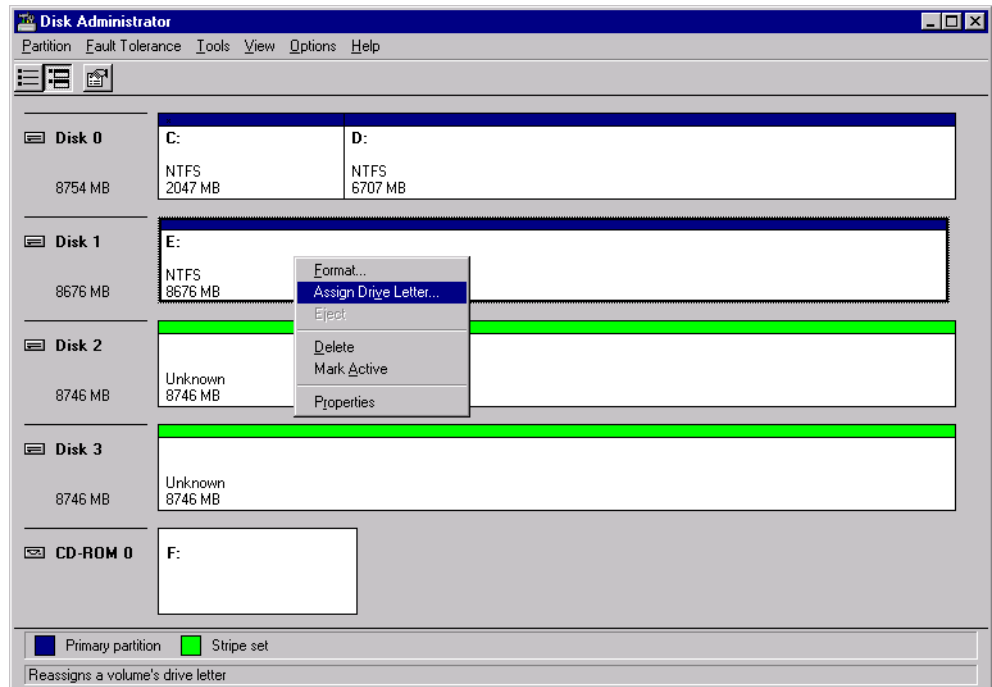 Disk Administrator
Partition Fault Tolerance Tools View Options Help
Disk 0
8754 MB
C:
NTFS
2047 MB
D:
NTFS
6707 MB
Disk 1
8676 MB
E:
NTFS
8676 MB
Format...
Assign Drive Letter...
Eject
Delete
Mark Active
Properties
Disk 2
8746 MB
Unknown
8746 MB
Disk 3
8746 MB
Unknown
8746 MB
CD-ROM 0
F:
Primary partition Stripe set
Reassigns a volume's drive letter